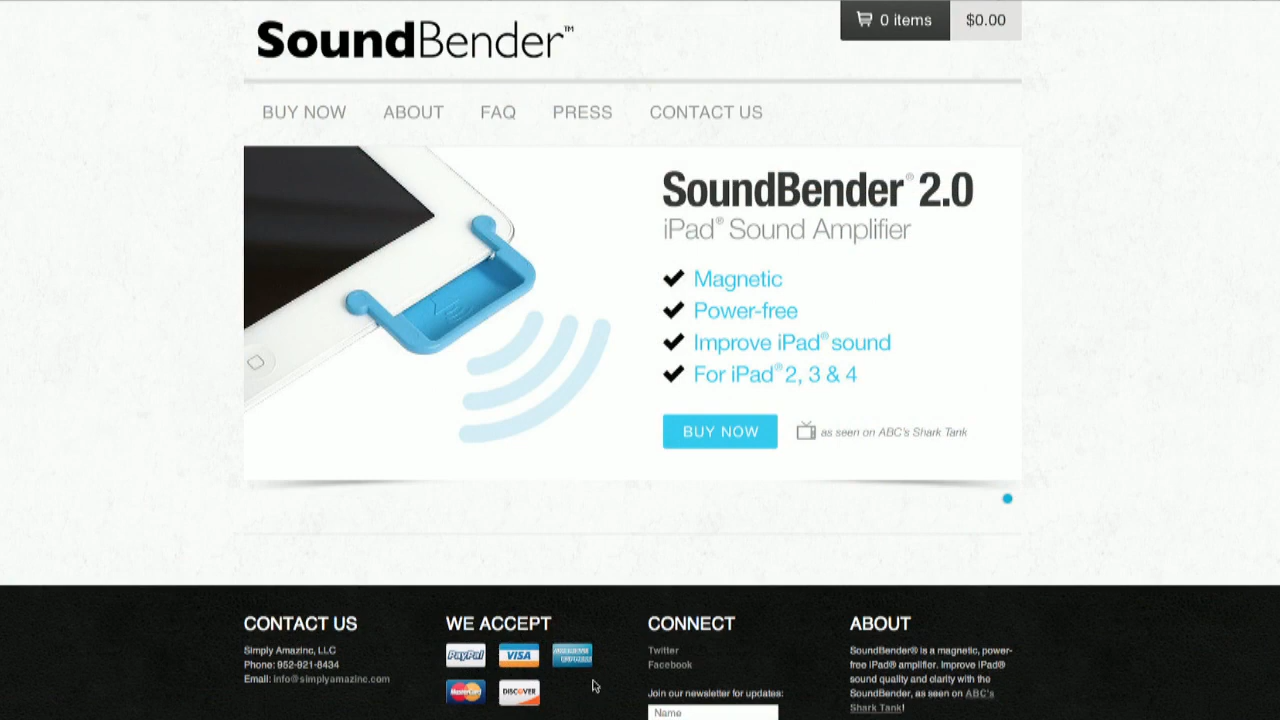 SoundBender™
0 items
$0.00
BUY NOW
ABOUT
FAQ
PRESS
CONTACT US
SoundBender® 2.0
iPad® Sound Amplifier
Magnetic
Power-free
Improve iPad® sound
For iPad® 2, 3 & 4
BUY NOW
as seen on ABC's Shark Tank
CONTACT US
Simply Amazinc, LLC
Phone: 952-921-8434
Email: info@simplyamazinc.com
WE ACCEPT
PayPal
VISA
AMERICAN EXPRESS
MasterCard
DISCOVER
CONNECT
Twitter
Facebook
Join our newsletter for updates:
Name
ABOUT
SoundBender® is a magnetic, power-
free iPad® amplifier. Improve iPad®
sound quality and clarity with the
SoundBender, as seen on ABC's
Shark Tank!